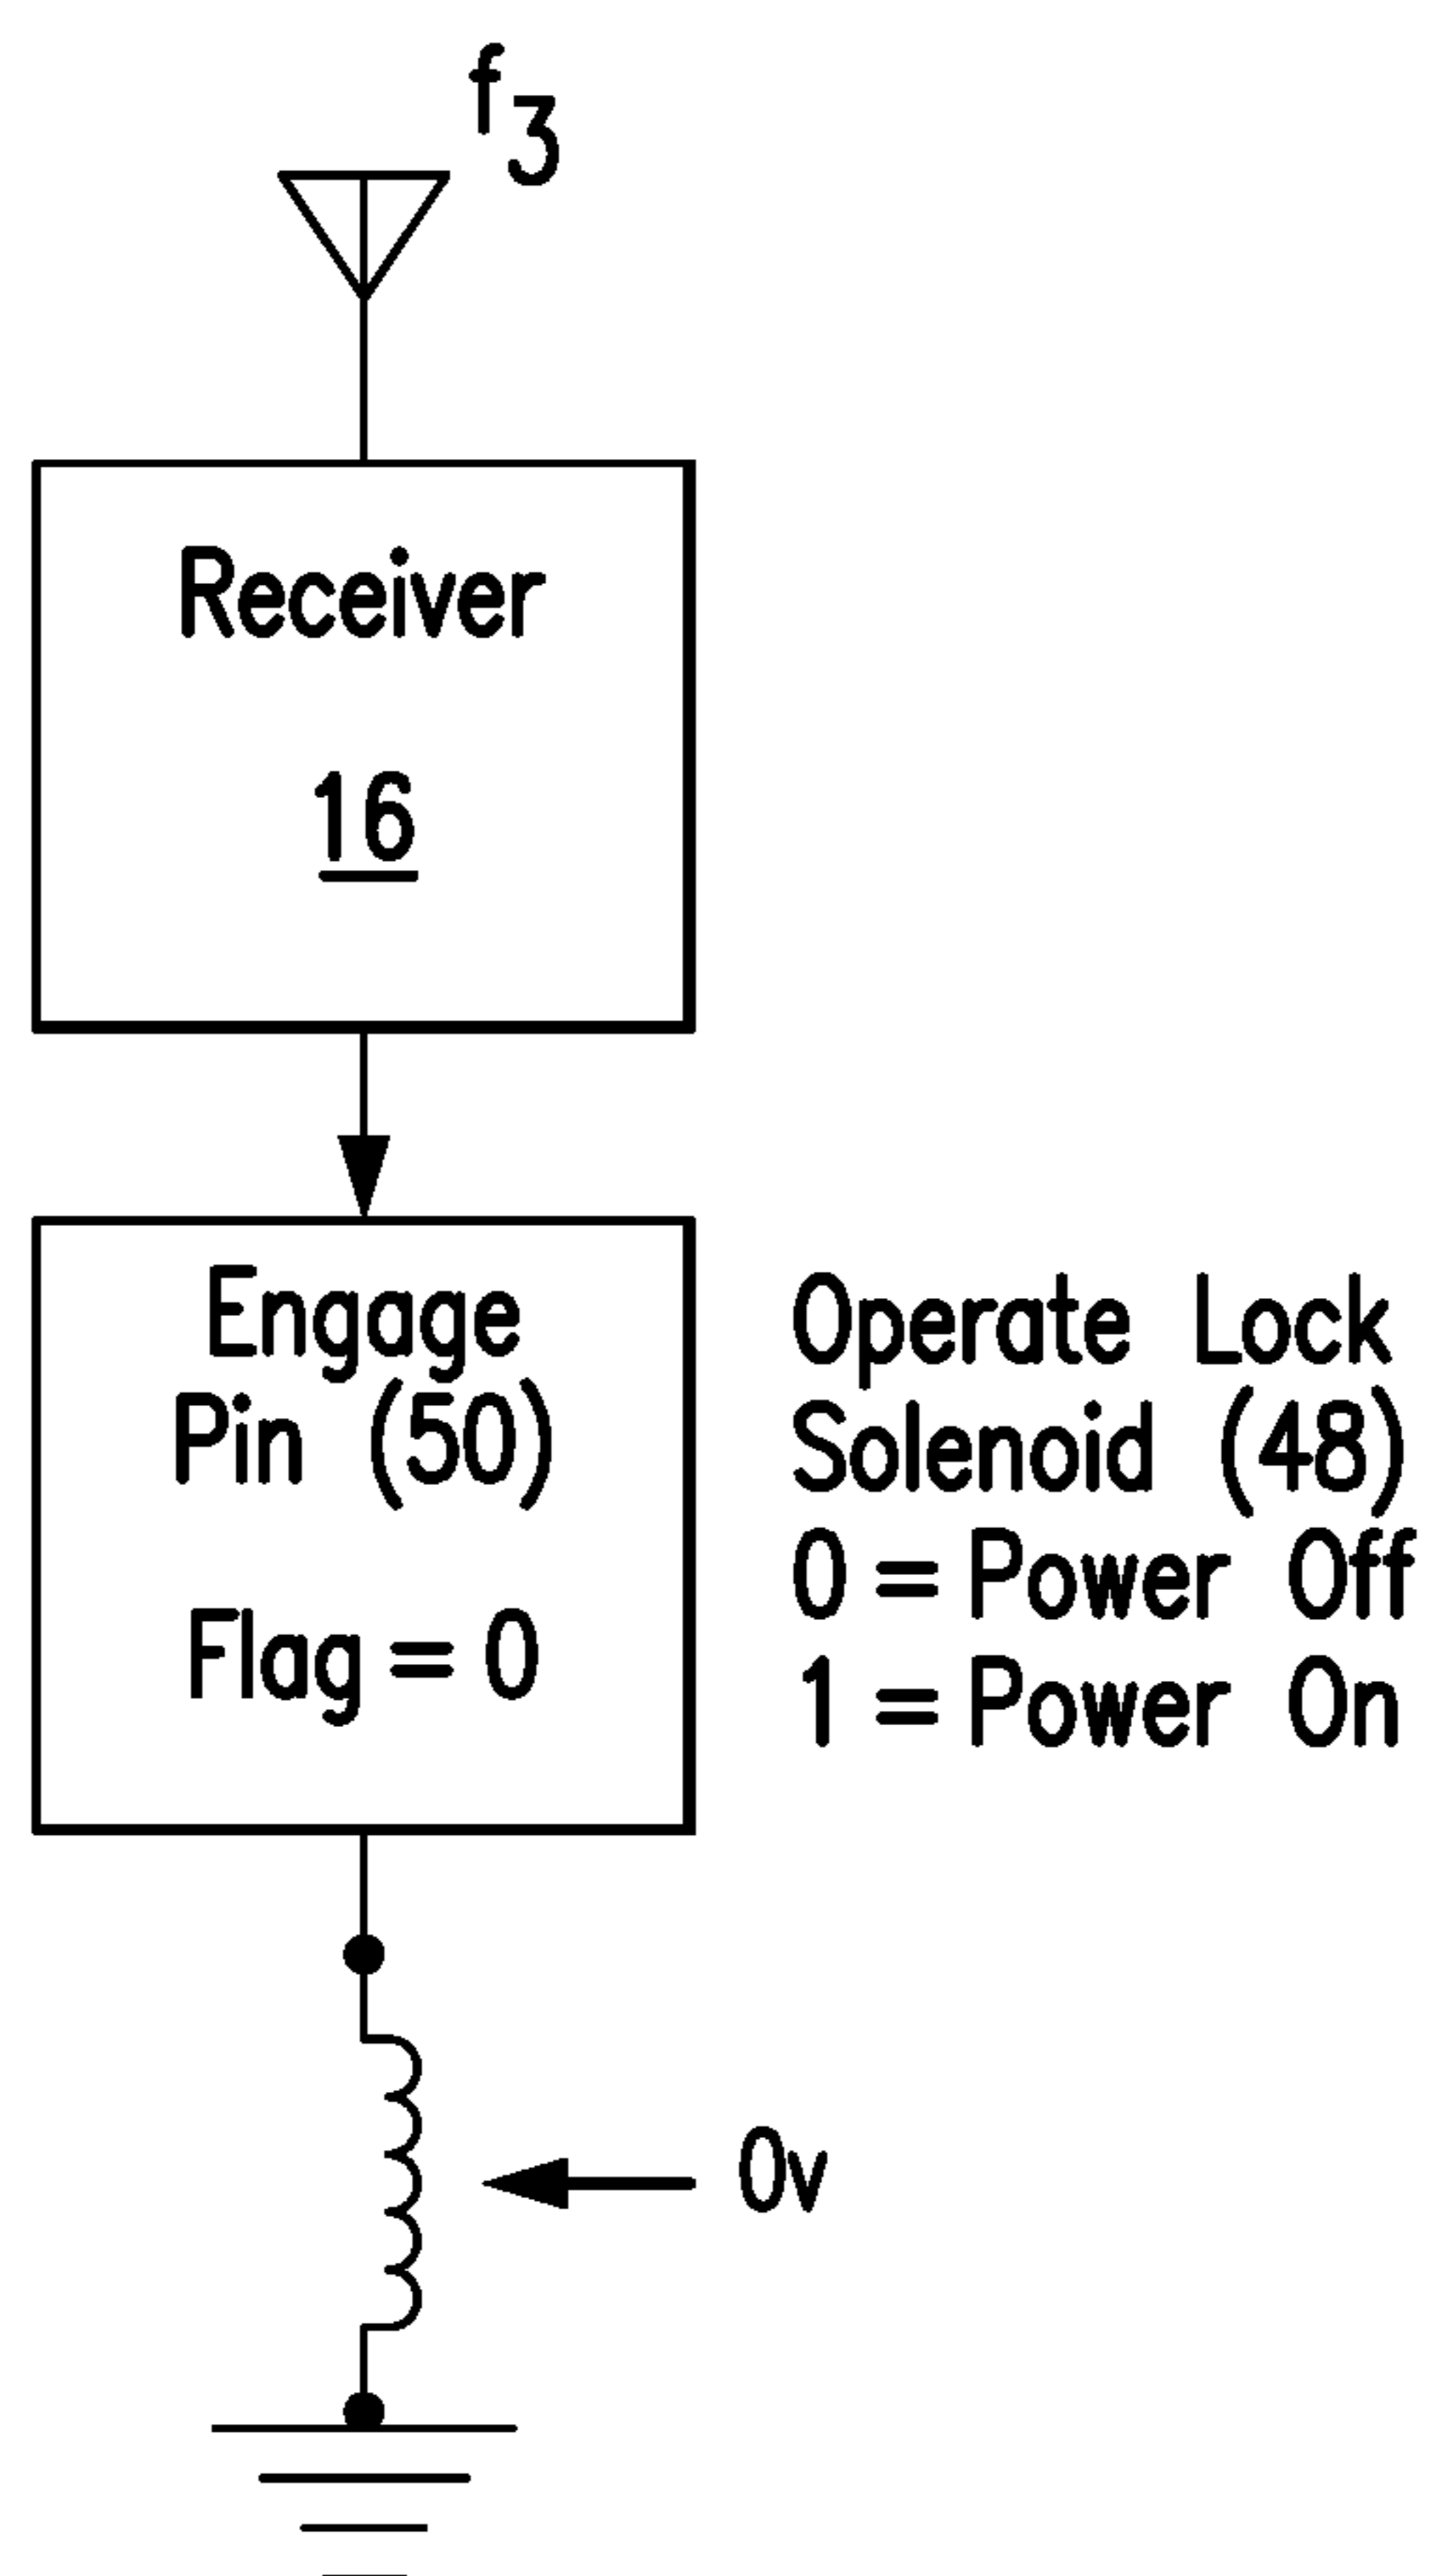 f3
Receiver
16
Engage
Pin (50)
Flag = 0
Operate Lock
Solenoid (48)
0 = Power Off
1 = Power On
0v